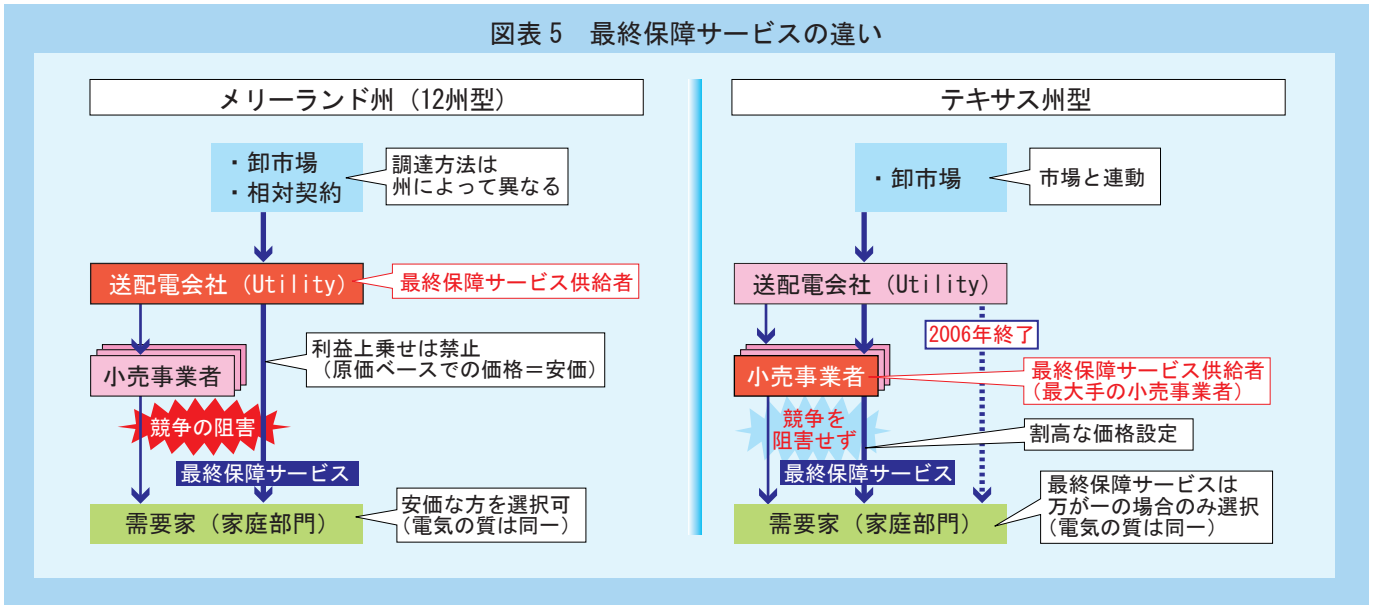 図表5 最終保障サービスの違い
メリーランド州（12州型）
・卸市場
・相対契約
調達方法は
州によって異なる
送配電会社（Utility）
最終保障サービス供給者
利益上乗せは禁止
（原価ベースでの価格＝安価）
小売事業者
競争の阻害
最終保障サービス
安価な方を選択可
（電気の質は同一）
需要家（家庭部門）
テキサス州型
・卸市場
市場と連動
送配電会社（Utility）
2006年終了
小売事業者
最終保障サービス供給者
（最大手の小売事業者）
競争を
阻害せず
割高な価格設定
最終保障サービス
最終保障サービスは
万が一の場合のみ選択
（電気の質は同一）
需要家（家庭部門）